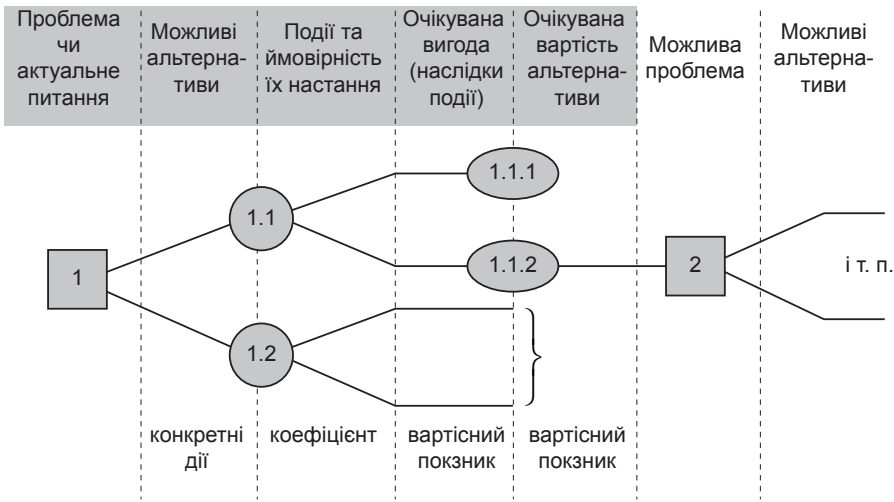 Проблема
чи
актуальне
питання
Можливі
альтерна-
тиви
Події та
ймовірність
їх настання
Очікувана
вигода
(наслідки
події)
Очікувана
вартість
альтерна-
тиви
Можлива
проблема
Можливі
альтерна-
тиви
1
1.1
1.2
1.1.1
1.1.2
2
і т. п.
конкретні
дії
коефіцієнт
вартісний
покзник
вартісний
покзник